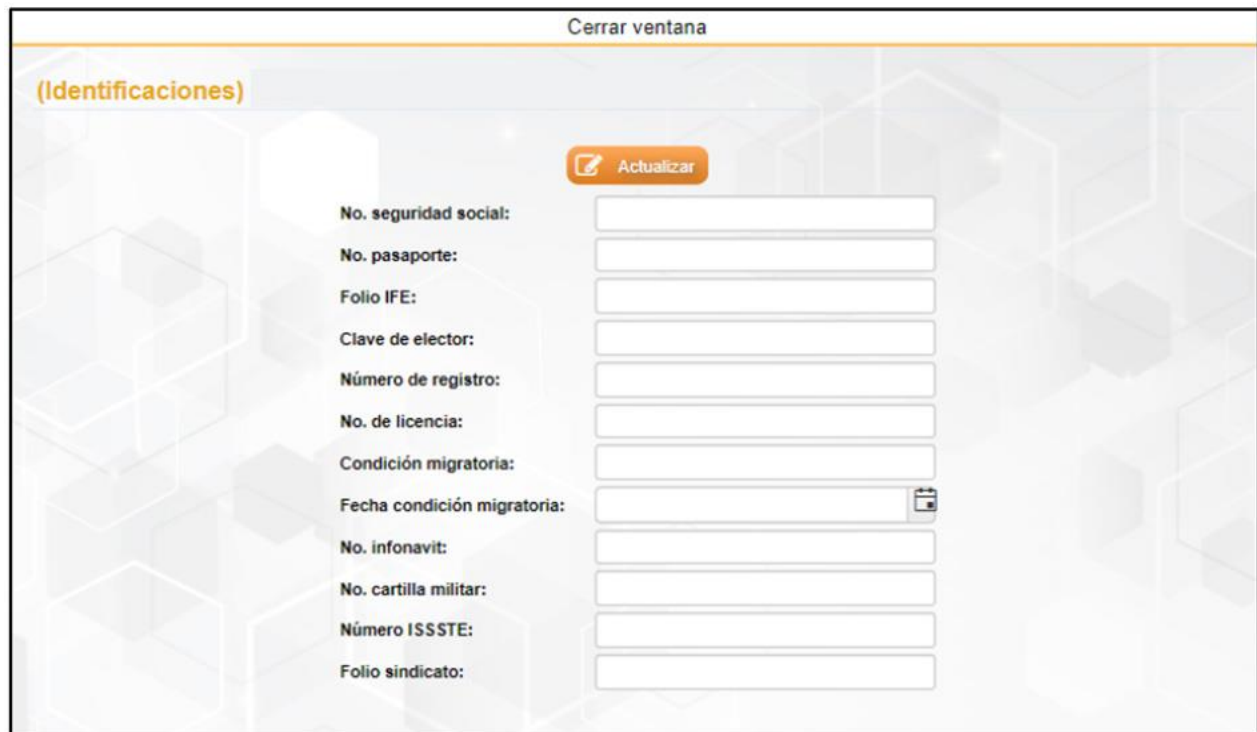 Cerrar ventana
(Identificaciones)
Actualizar
No. seguridad social:
No. pasaporte:
Folio IFE:
Clave de elector:
Número de registro:
No. de licencia:
Condición migratoria:
Fecha condición migratoria:
No. infonavit:
No. cartilla militar:
Número ISSSTE:
Folio sindicato: